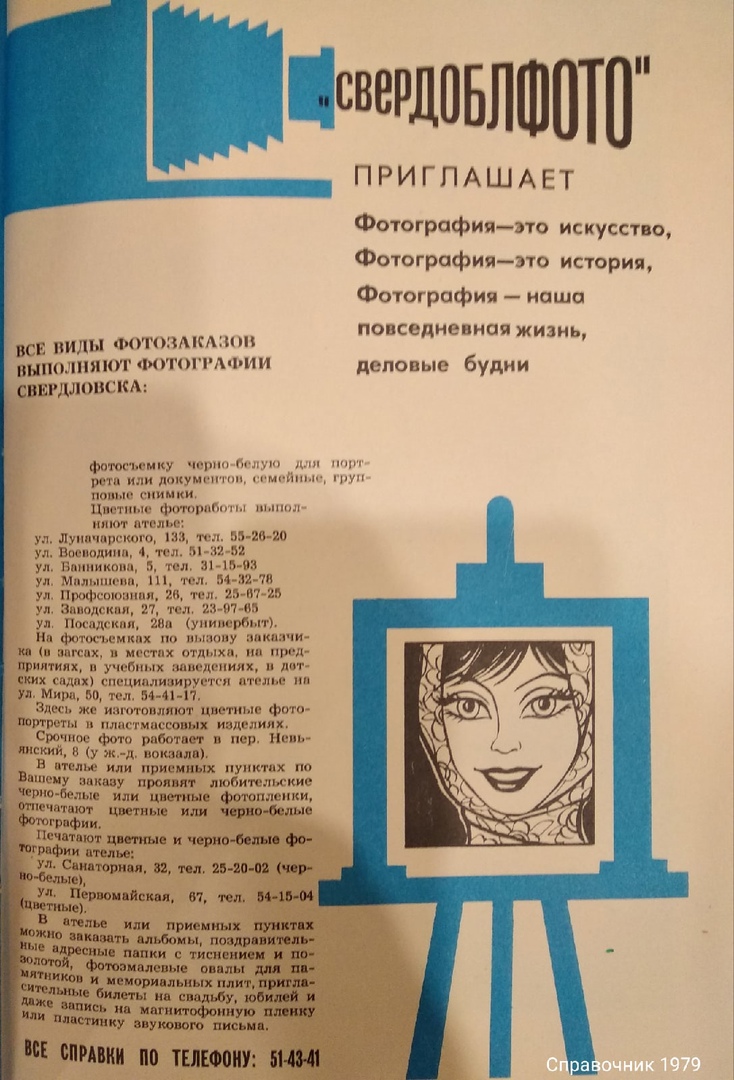 "СВЕРДОБЛФОТО"
ПРИГЛАШАЕТ
Фотография—это искусство,
Фотография—это история,
Фотография — наша
повседневная жизнь,
деловые будни
ВСЕ ВИДЫ ФОТОЗАКАЗОВ
ВЫПОЛНЯЮТ ФОТОГРАФИИ
СВЕРДЛОВСКА:
фотосъемку черно-белую для порт-
рета или документов, семейные, груп-
повые снимки.
Цветные фотоработы выпол-
няют ателье:
ул. Луначарского, 133, тел. 55-26-20
ул. Воеводина, 4, тел. 51-32-52
ул. Банникова, 5, тел. 31-15-93
ул. Малышева, 111, тел. 54-32-78
ул. Профсоюзная, 26, тел. 25-67-25
ул. Заводская, 27, тел. 23-97-65
ул. Посадская, 28а (универбыт).
На фотосъемках по вызову заказчи-
ка (в загсах, в местах отдыха, на пред-
приятиях, в учебных заведениях, в дет-
ских садах) специализируется ателье на
ул. Мира, 50, тел. 54-41-17.
Здесь же изготовляют цветные фото-
портреты в пластмассовых изделиях.
Срочное фото работает в пер. Невь-
янский, 8 (у ж.-д. вокзала).
В ателье или приемных пунктах по
Вашему заказу проявят любительские
черно-белые или цветные фотопленки,
отпечатают цветные или черно-белые
фотографии.
Печатают цветные и черно-белые фо-
тографии ателье:
ул. Санаторная, 32, тел. 25-20-02 (чер-
но-белые),
ул. Первомайская, 67, тел. 54-15-04
(цветные).
В ателье или приемных пунктах
можно заказать альбомы, поздравитель-
ные адресные папки с тиснением и по-
золотой, фотоэмалевые овалы для па-
мятников и мемориальных плит, пригла-
сительные билеты на свадьбу, юбилей и
даже запись на магнитофонную пленку
или пластинку звукового письма.
ВСЕ СПРАВКИ ПО ТЕЛЕФОНУ: 51-43-41
Справочник 1979